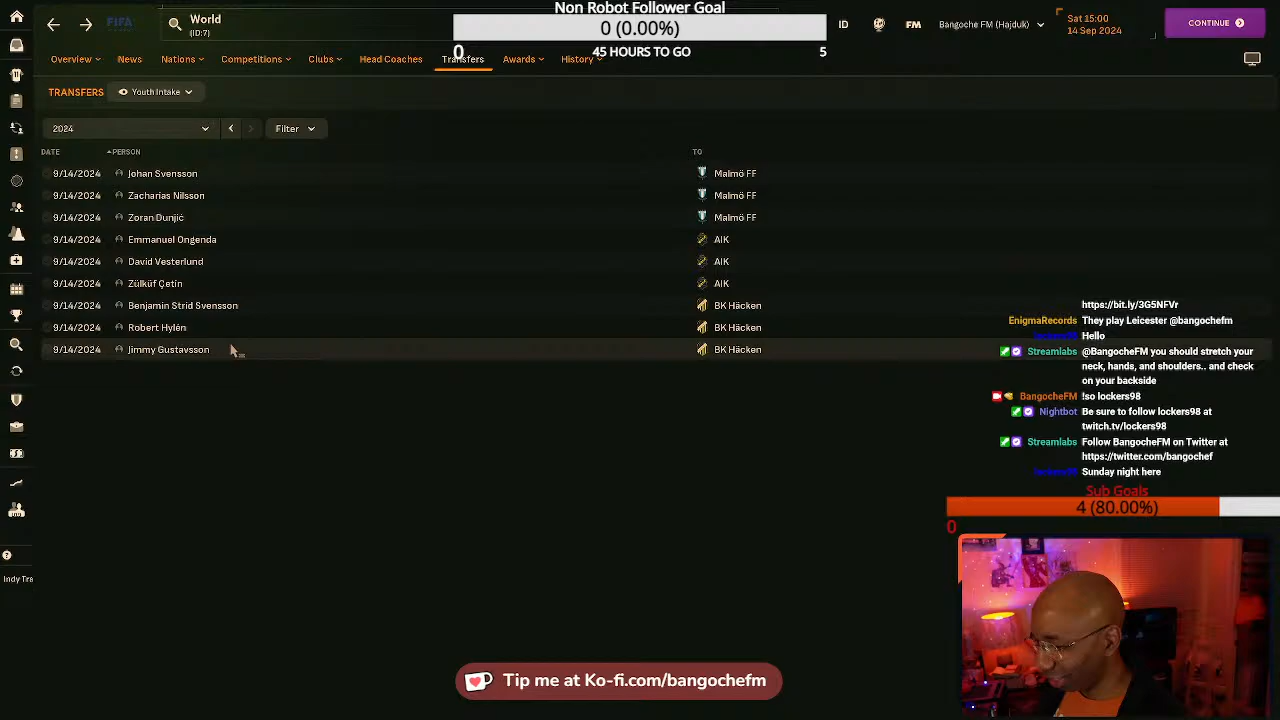 Non Robot Follower Goal
0 (0.00%)
0
45 HOURS TO GO
5
FIFA
World
(ID:7)
ID
FM
Bangoche FM (Hajduk)
Sat 15:00
14 Sep 2024
CONTINUE
Overview
News
Nations
Competitions
Clubs
Head Coaches
Transfers
Awards
History
TRANSFERS
Youth Intake
2024
Filter
DATE
PERSON
TO
9/14/2024 Johan Svensson Malmö FF
9/14/2024 Zacharias Nilsson Malmö FF
9/14/2024 Zoran Dunjić Malmö FF
9/14/2024 Emmanuel Ongenda AIK
9/14/2024 David Vesterlund AIK
9/14/2024 Zülküf Çetin AIK
9/14/2024 Benjamin Strid Svensson BK Häcken
9/14/2024 Robert Hylén BK Häcken
9/14/2024 Jimmy Gustavsson BK Häcken
https://bit.ly/3G5NFVr
EnigmaRecords They play Leicester @bangochefm
Hello
Streamlabs @BangocheFM you should stretch your
neck, hands, and shoulders.. and check
on your backside
BangocheFM !so lockers98
Nightbot Be sure to follow lockers98 at
twitch.tv/lockers98
Streamlabs Follow BangocheFM on Twitter at
https://twitter.com/bangochef
Sunday night here
Sub Goals
4 (80.00%)
0
Indy Tre
Tip me at Ko-fi.com/bangochefm